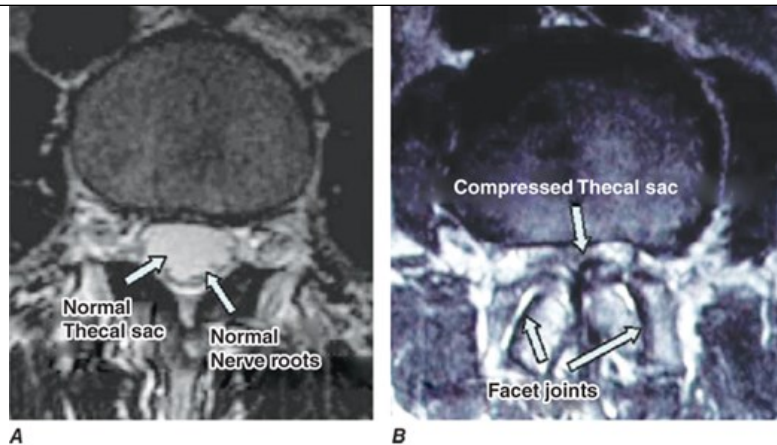 Compressed Thecal sac
Normal
Thecal sac
Normal
Nerve roots
Facet joints
A
B